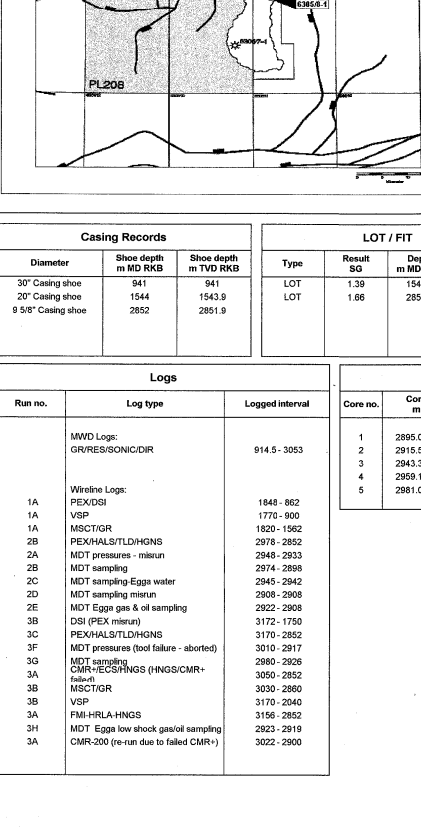 6305/8-1
PL208
Kilometer
Casing Records
Diameter Shoe depth m MD RKB Shoe depth m TVD RKB
30" Casing shoe 941 941
20" Casing shoe 1544 1543.9
9 5/8" Casing shoe 2852 2851.9
LOT / FIT
Type Result SG
LOT 1.39
LOT 1.66
Logs
Run no. Log type Logged interval
MWD Logs:
GR/RES/SONIC/DIR 914.5 - 3053
Wireline Logs:
1A PEX/DSI 1848 - 862
1A VSP 1770 - 900
1A MSCT/GR 1820 - 1562
2B PEX/HALS/TLD/HGNS 2978 - 2852
2A MDT pressures - misrun 2948 - 2933
2B MDT sampling 2974 - 2898
2C MDT sampling-Egga water 2945 - 2942
2D MDT sampling misrun 2908 - 2908
2E MDT Egga gas & oil sampling 2922 - 2908
3B DSI (PEX misrun) 3172 - 1750
3C PEX/HALS/TLD/HGNS 3170 - 2852
3F MDT pressures (tool failure - aborted) 3010 - 2917
3G MDT sampling 2980 - 2926
3A CMR+/ECS/HNGS (HNGS/CMR+ failed) 3050 - 2852
3B MSCT/GR 3030 - 2860
3B VSP 3170 - 2040
3A FMI-HRLA-HNGS 3156 - 2852
3H MDT Egga low shock gas/oil sampling 2923 - 2919
3A CMR-200 (re-run due to failed CMR+) 3022 - 2900
Core no.
1 2895.0
2 2915.5
3 2943.3
4 2959.1
5 2981.0